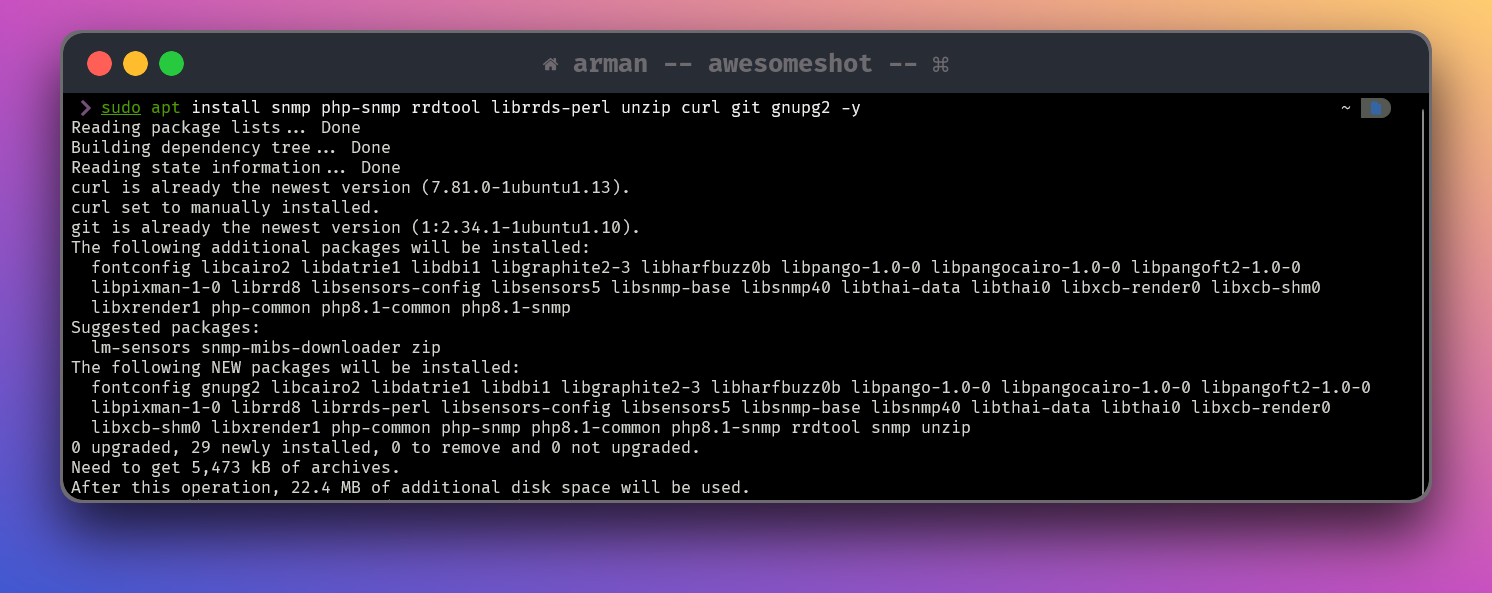 arman -- awesomeshot -- ⌘
❯ sudo apt install snmp php-snmp rrdtool librrds-perl unzip curl git gnupg2 -y ~
Reading package lists... Done
Building dependency tree... Done
Reading state information... Done
curl is already the newest version (7.81.0-1ubuntu1.13).
curl set to manually installed.
git is already the newest version (1:2.34.1-1ubuntu1.10).
The following additional packages will be installed:
  fontconfig libcairo2 libdatrie1 libdbi1 libgraphite2-3 libharfbuzz0b libpango-1.0-0 libpangocairo-1.0-0 libpangoft2-1.0-0
  libpixman-1-0 librrd8 libsensors-config libsensors5 libsnmp-base libsnmp40 libthai-data libthai0 libxcb-render0 libxcb-shm0
  libxrender1 php-common php8.1-common php8.1-snmp
Suggested packages:
  lm-sensors snmp-mibs-downloader zip
The following NEW packages will be installed:
  fontconfig gnupg2 libcairo2 libdatrie1 libdbi1 libgraphite2-3 libharfbuzz0b libpango-1.0-0 libpangocairo-1.0-0 libpangoft2-1.0-0
  libpixman-1-0 librrd8 librrds-perl libsensors-config libsensors5 libsnmp-base libsnmp40 libthai-data libthai0 libxcb-render0
  libxcb-shm0 libxrender1 php-common php-snmp php8.1-common php8.1-snmp rrdtool snmp unzip
0 upgraded, 29 newly installed, 0 to remove and 0 not upgraded.
Need to get 5,473 kB of archives.
After this operation, 22.4 MB of additional disk space will be used.